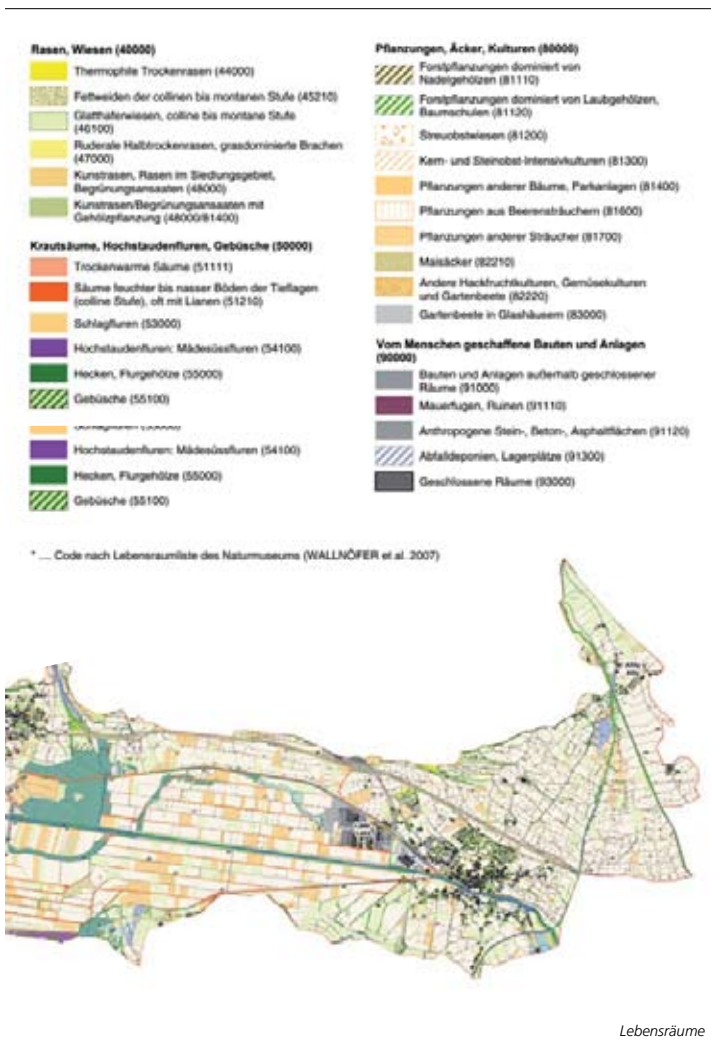 Rasen, Wiesen (40000)
Thermophile Trockenrasen (44000)
Fettweiden der collinen bis montanen Stufe (45210)
Glatthaferwiesen, colline bis montane Stufe
(46100)
Ruderale Halbtrockenrasen, grasdominierte Brachen
(47000)
Kunstrasen, Rasen im Siedlungsgebiet,
Begrünungsansaaten (48000)
Kunstrasen/Begrünungsansaaten mit
Gehölzpflanzung (48000/81400)
Krautsäume, Hochstaudenfluren, Gebüsche (50000)
Trockenwarme Säume (51111)
Säume feuchter bis nasser Böden der Tieflagen
(colline Stufe), oft mit Lianen (51210)
Schlagfluren (53000)
Hochstaudenfluren: Mädesüssfluren (54100)
Hecken, Flurgehölze (55000)
Gebüsche (55100)
Schlagfluren (53000)
Hochstaudenfluren: Mädesüssfluren (54100)
Hecken, Flurgehölze (55000)
Gebüsche (55100)
Pflanzungen, Äcker, Kulturen (80000)
Forstpflanzungen dominiert von
Nadelgehölzen (81110)
Forstpflanzungen dominiert von Laubgehölzen,
Baumschulen (81120)
Streuobstwiesen (81200)
Kern- und Steinobst-Intensivkulturen (81300)
Pflanzungen anderer Bäume, Parkanlagen (81400)
Pflanzungen aus Beerensträuchern (81600)
Pflanzungen anderer Sträucher (81700)
Maisäcker (82210)
Andere Hackfruchtkulturen, Gemüsekulturen
und Gartenbeete (82220)
Gartenbeete in Glashäusern (83000)
Vom Menschen geschaffene Bauten und Anlagen
(90000)
Bauten und Anlagen außerhalb geschlossener
Räume (91000)
Mauerfugen, Ruinen (91110)
Anthropogene Stein-, Beton-, Asphaltflächen (91120)
Abfalldeponien, Lagerplätze (91300)
Geschlossene Räume (93000)
* .... Code nach Lebensraumliste des Naturmuseums (WALLNÖFER et al. 2007)
Lebensräume